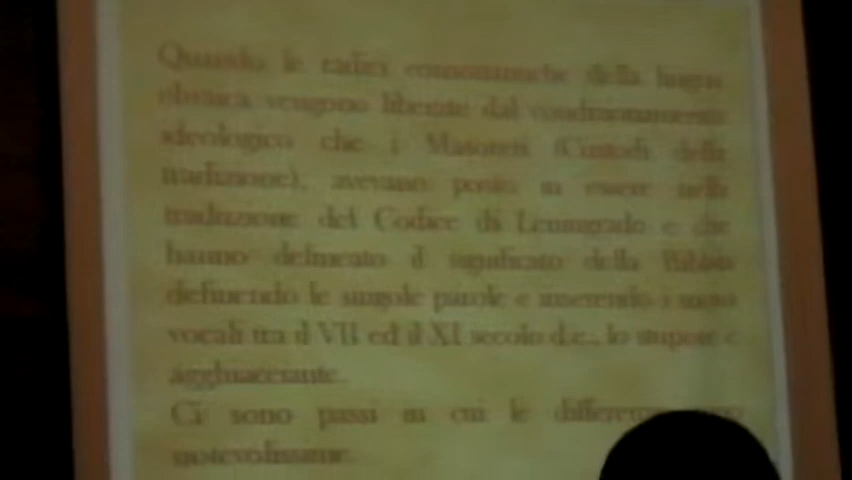 Quando le radici consonantiche della lingua
ebraica vengono liberate dal condizionamento
ideologico che i Masoreti (Custodi della
tradizione), avevano posto in essere nella
traduzione del Codice di Leningrado e che
hanno delineato il significato della Bibbia
definendo le singole parole e inserendo i suoni
vocali tra il VII ed il XI secolo d.c., lo stupore è
agghiacciante.
Ci sono passi in cui le differenze
notevolissime.